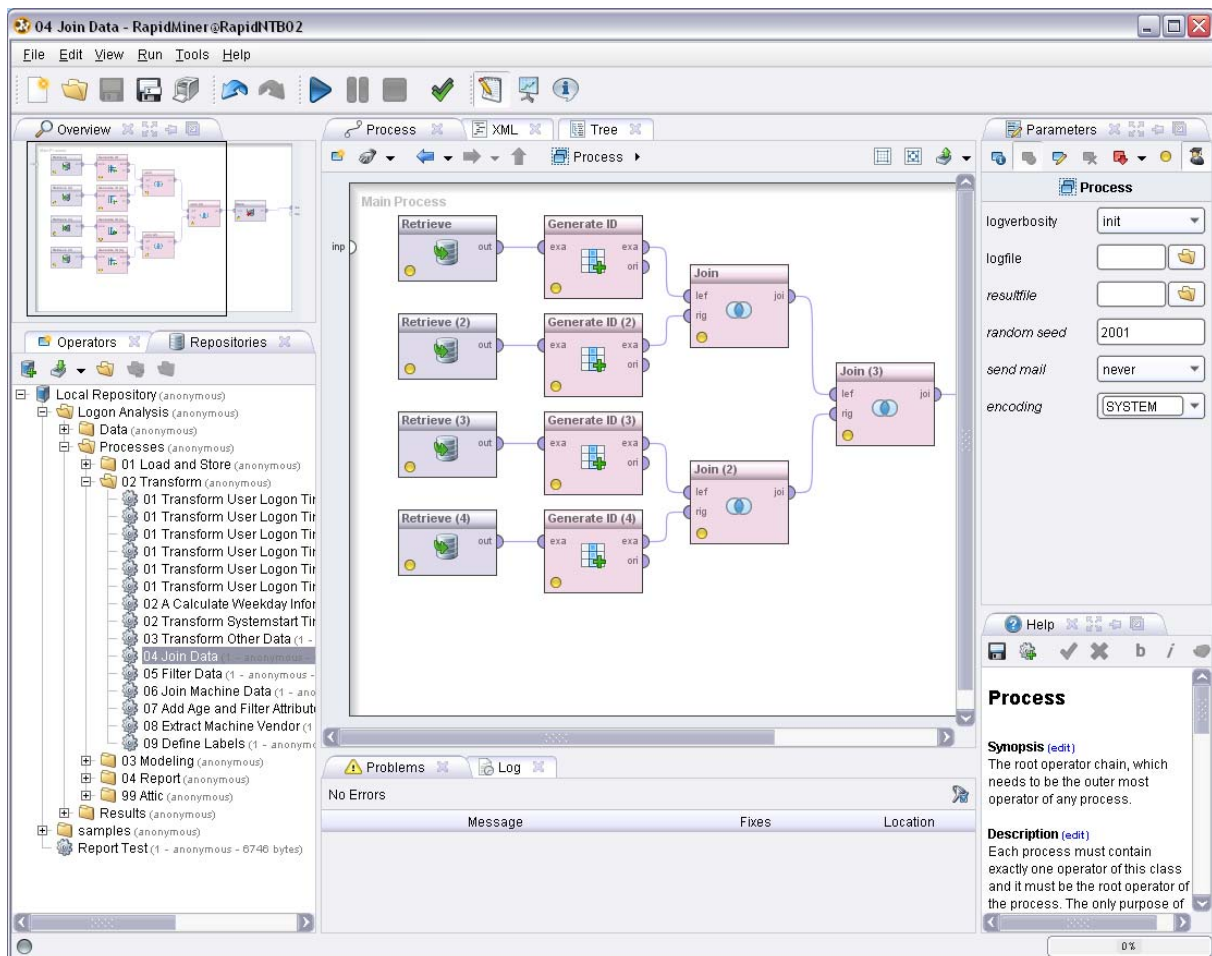 04 Join Data - RapidMiner@RapidNTB02
File Edit View Run Tools Help
Overview
Operators
Repositories
Local Repository (anonymous)
Logon Analysis (anonymous)
Data (anonymous)
Processes (anonymous)
01 Load and Store (anonymous)
02 Transform (anonymous)
01 Transform User Logon Tir
01 Transform User Logon Tir
01 Transform User Logon Tir
01 Transform User Logon Tir
01 Transform User Logon Tir
01 Transform User Logon Tir
02 A Calculate Weekday Infor
02 Transform Systemstart Tir
03 Transform Other Data (1 -
04 Join Data (1 - anonymous -
05 Filter Data (1 - anonymous -
06 Join Machine Data (1 - ano
07 Add Age and Filter Attribut
08 Extract Machine Vendor (1
09 Define Labels (1 - anonym
03 Modeling (anonymous)
04 Report (anonymous)
99 Attic (anonymous)
Results (anonymous)
samples (anonymous)
Report Test (1 - anonymous - 6746 bytes)
Process
XML
Tree
Process
Main Process
inp
Retrieve
out
Generate ID
exa exa
ori
Retrieve (2)
out
Generate ID (2)
exa exa
ori
Retrieve (3)
out
Generate ID (3)
exa exa
ori
Retrieve (4)
out
Generate ID (4)
exa exa
ori
Join
lef joi
rig
Join (2)
lef joi
rig
Join (3)
lef joi
rig
Problems
Log
No Errors
Message Fixes Location
Parameters
Process
logverbosity init
logfile
resultfile
random seed 2001
send mail never
encoding SYSTEM
Help
b i
Process
Synopsis (edit)
The root operator chain, which
needs to be the outer most
operator of any process.
Description (edit)
Each process must contain
exactly one operator of this class
and it must be the root operator of
the process. The only purpose of
0%